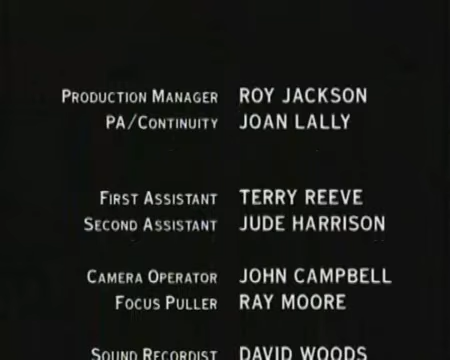 PRODUCTION MANAGER ROY JACKSON
PA/CONTINUITY JOAN LALLY
FIRST ASSISTANT TERRY REEVE
SECOND ASSISTANT JUDE HARRISON
CAMERA OPERATOR JOHN CAMPBELL
FOCUS PULLER RAY MOORE
SOUND RECORDIST DAVID WOODS